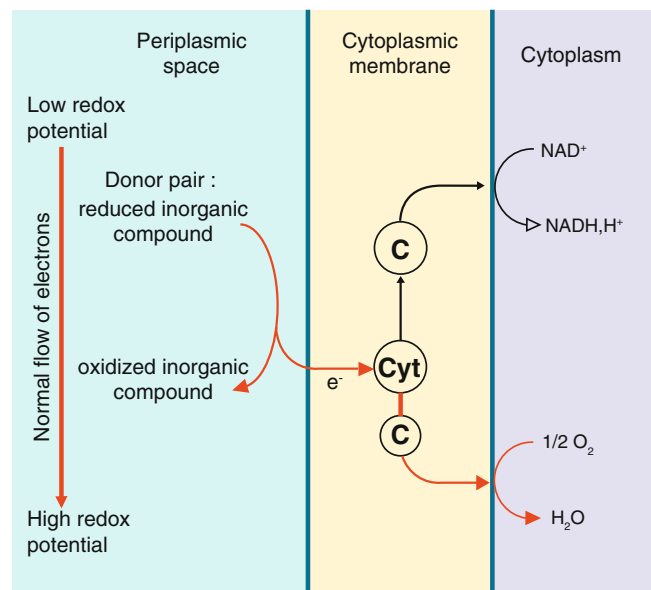 Periplasmic
space
Cytoplasmic
membrane
Cytoplasm
Low redox
potential
Normal flow of electrons
High redox
potential
Donor pair :
reduced inorganic
compound
oxidized inorganic
compound
e⁻
C
Cyt
C
NAD⁺
NADH,H⁺
1/2 O₂
H₂O